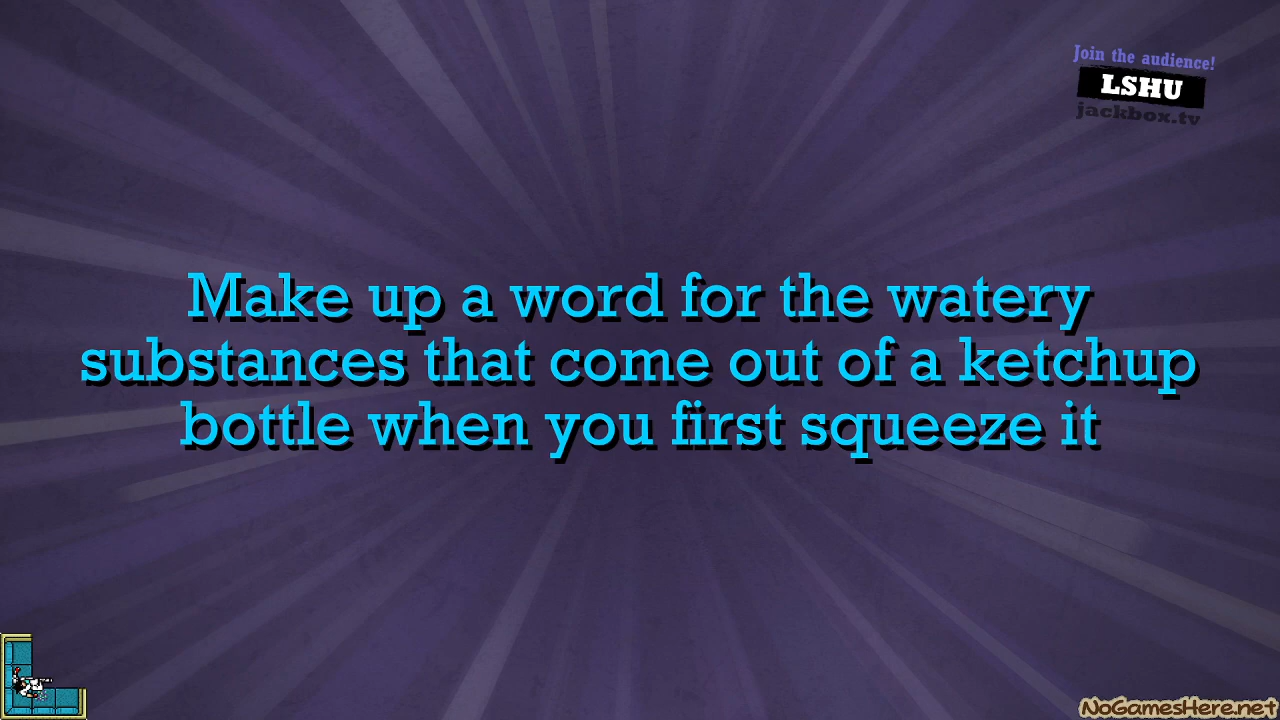 Join the audience!
LSHU
jackbox.tv
Make up a word for the watery
substances that come out of a ketchup
bottle when you first squeeze it
NoGamesHere.net